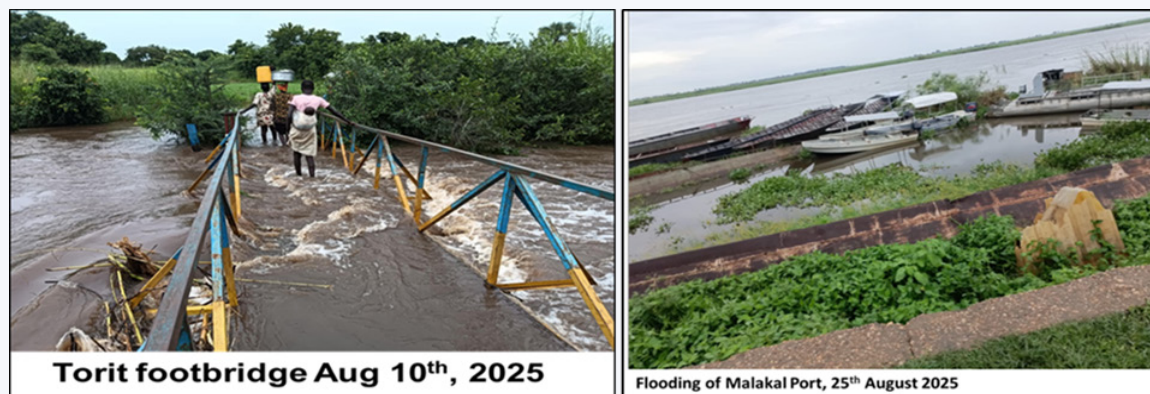 Torit footbridge Aug 10th, 2025
Flooding of Malakal Port, 25th August 2025